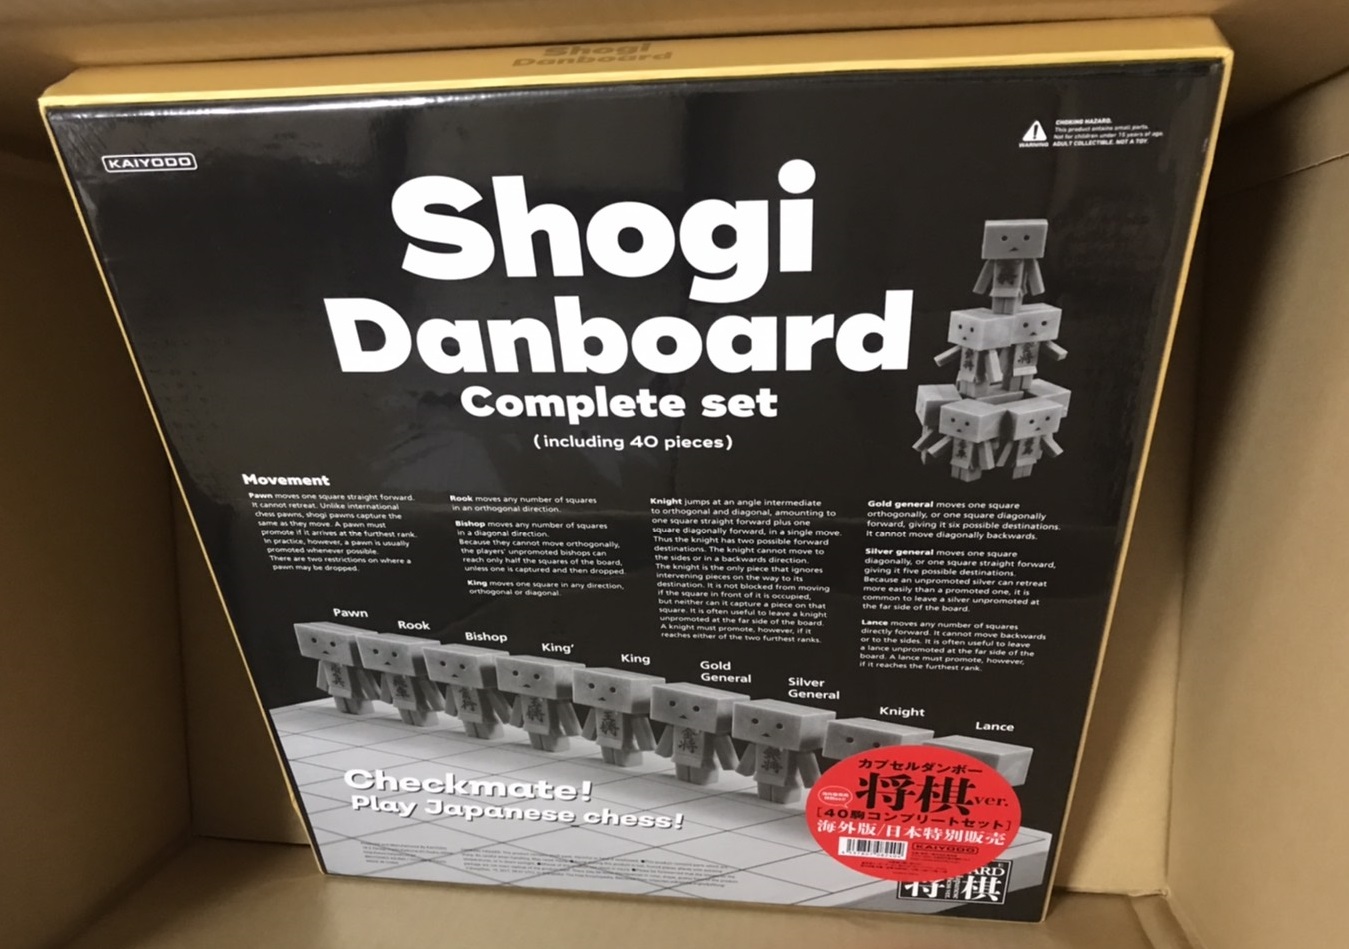 Shogi
Danboard
KAIYODO
WARNING
CHOKING HAZARD.
This product contains small parts.
Not for children under 15 years of age.
ADULT COLLECTIBLE. NOT A TOY.
Shogi
Danboard
Complete set
(including 40 pieces)
Movement
Pawn moves one square straight forward.
It cannot retreat. Unlike international
chess pawns, shogi pawns capture the
same as they move. A pawn must
promote if it arrives at the furthest rank.
In practice, however, a pawn is usually
promoted whenever possible.
There are two restrictions on where a
pawn may be dropped.
Rook moves any number of squares
in an orthogonal direction.
Bishop moves any number of squares
in a diagonal direction.
Because they cannot move orthogonally,
the players' unpromoted bishops can
reach only half the squares of the board,
unless one is captured and then dropped.
King moves one square in any direction,
orthogonal or diagonal.
Knight jumps at an angle intermediate
to orthogonal and diagonal, amounting to
one square straight forward plus one
square diagonally forward, in a single move.
Thus the knight has two possible forward
destinations. The knight cannot move to
the sides or in a backwards direction.
The knight is the only piece that ignores
intervening pieces on the way to its
destination. It is not blocked from moving
if the square in front of it is occupied,
but neither can it capture a piece on that
square. It is often useful to leave a knight
unpromoted at the far side of the board.
A knight must promote, however, if it
reaches either of the two furthest ranks.
Gold general moves one square
orthogonally, or one square diagonally
forward, giving it six possible destinations.
It cannot move diagonally backwards.
Silver general moves one square
diagonally, or one square straight forward,
giving it five possible destinations.
Because an unpromoted silver can retreat
more easily than a promoted one, it is
common to leave a silver unpromoted at
the far side of the board.
Lance moves any number of squares
directly forward. It cannot move backwards
or to the sides. It is often useful to leave
a lance unpromoted at the far side of the
board. A lance must promote, however,
if it reaches the furthest rank.
Pawn
Rook
Bishop
King'
King
Gold
General
Silver
General
Knight
Lance
王将
金将
銀将
Checkmate!
Play Japanese chess!
カプセルダンボー
将棋ver.
[40駒コンプリートセット]
海外版/日本特別販売
KAIYODO
将棋